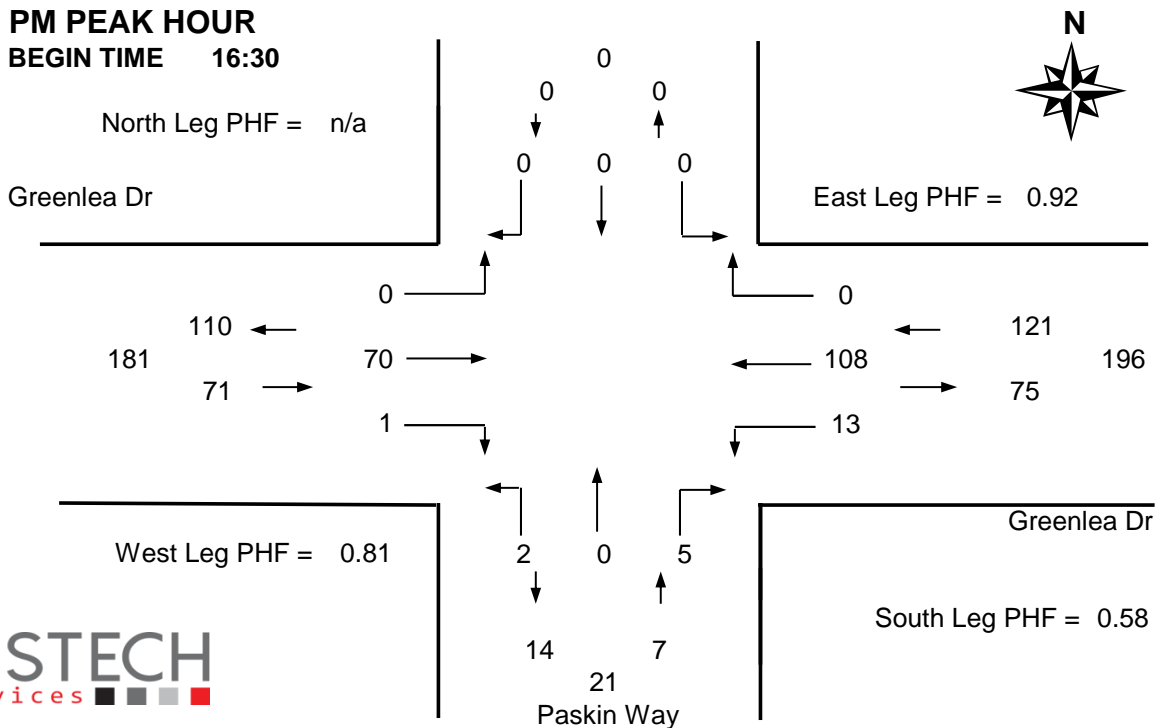 PM PEAK HOUR
BEGIN TIME 16:30
N
0
0 0
North Leg PHF = n/a
0 0 0
Greenlea Dr
East Leg PHF = 0.92
0 0
110 121
181 70 108 196
71 75
1 13
Greenlea Dr
West Leg PHF = 0.81
2 0 5
South Leg PHF = 0.58
14 7
21
Paskin Way
STECH
vices